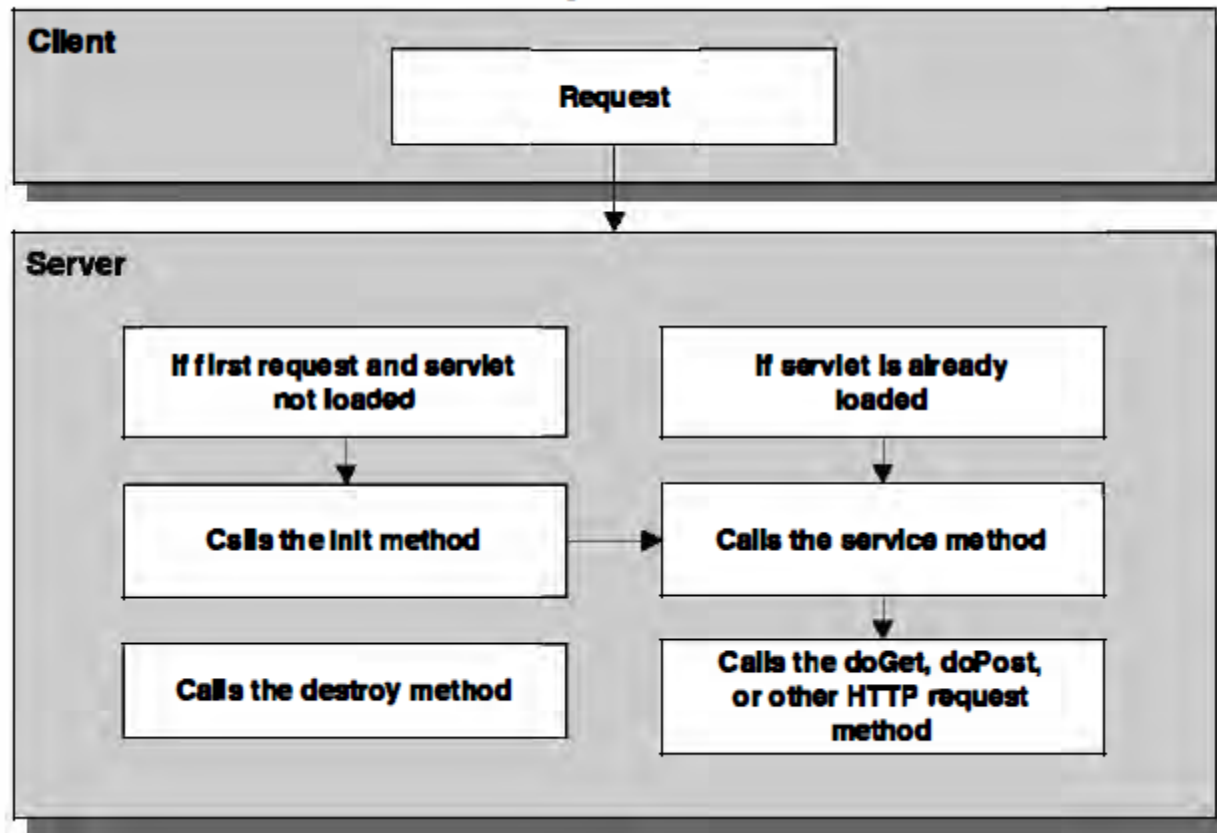 Client
Request
Server
If first request and servlet
not loaded
If servlet is already
loaded
Calls the init method
Calls the service method
Calls the destroy method
Calls the doGet, doPost,
or other HTTP request
method